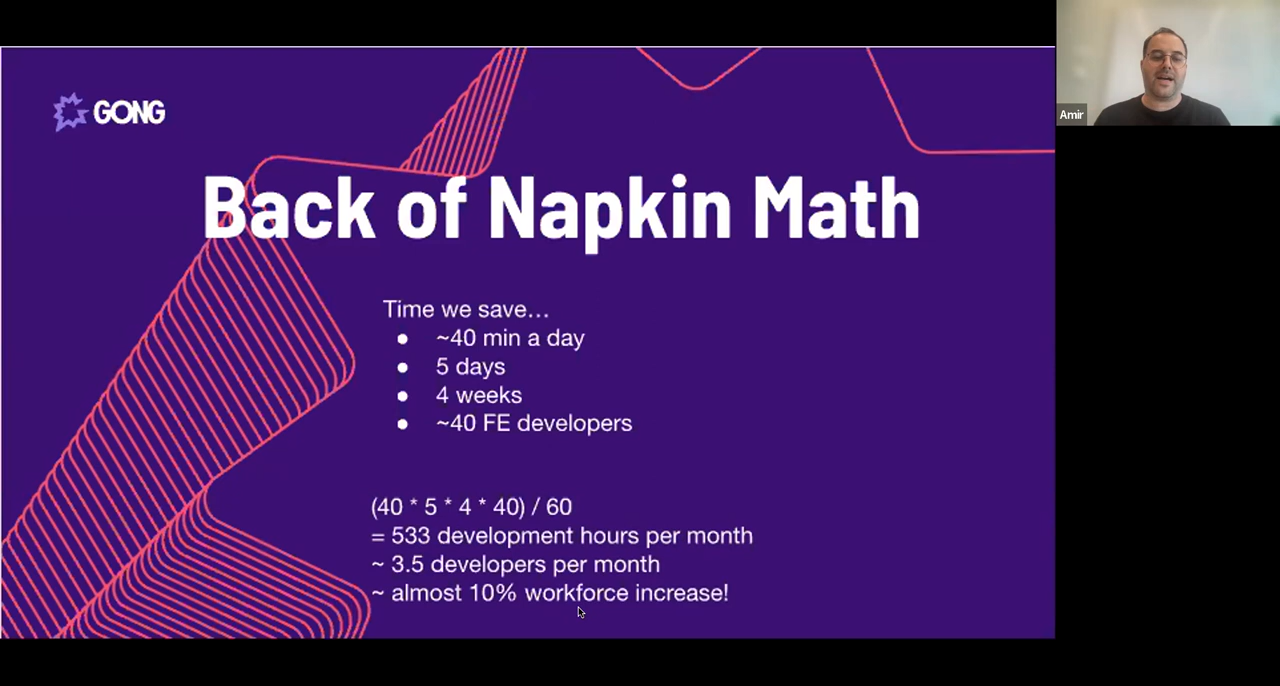 GONG
Back of Napkin Math
Time we save…
● ~40 min a day
● 5 days
● 4 weeks
● ~40 FE developers
(40 * 5 * 4 * 40) / 60
= 533 development hours per month
~ 3.5 developers per month
~ almost 10% workforce increase!
Amir